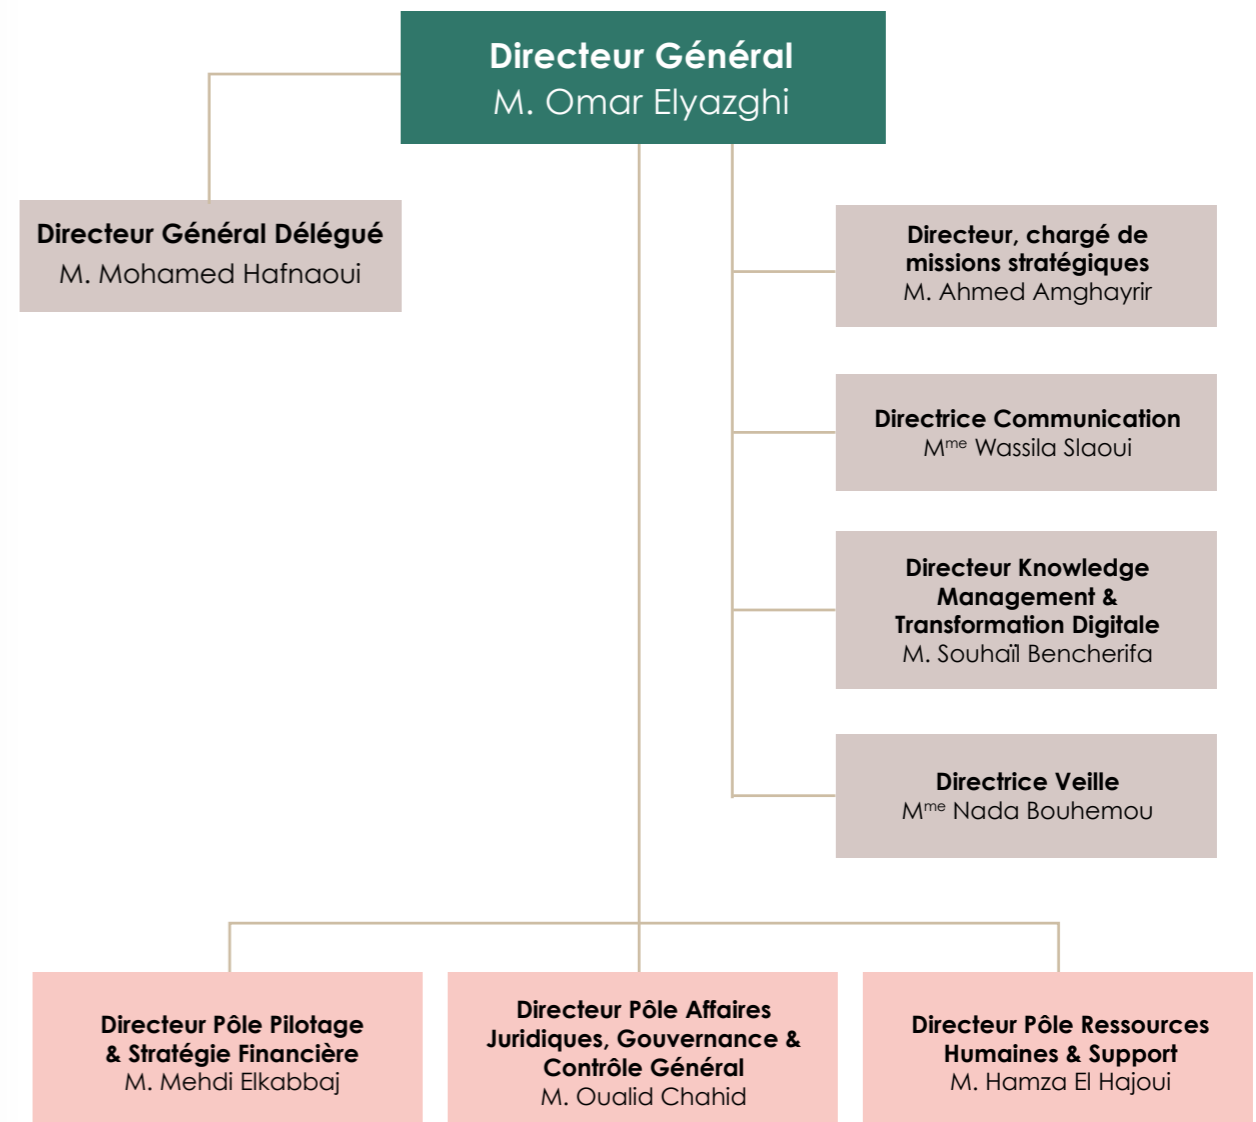 Directeur Général
M. Omar Elyazghi
Directeur Général Délégué
M. Mohamed Hafnaoui
Directeur, chargé de
missions stratégiques
M. Ahmed Amghayrir
Directrice Communication
Mme Wassila Slaoui
Directeur Knowledge
Management &
Transformation Digitale
M. Souhaïl Bencherifa
Directrice Veille
Mme Nada Bouhemou
Directeur Pôle Pilotage
& Stratégie Financière
M. Mehdi Elkabbaj
Directeur Pôle Affaires
Juridiques, Gouvernance &
Contrôle Général
M. Oualid Chahid
Directeur Pôle Ressources
Humaines & Support
M. Hamza El Hajoui